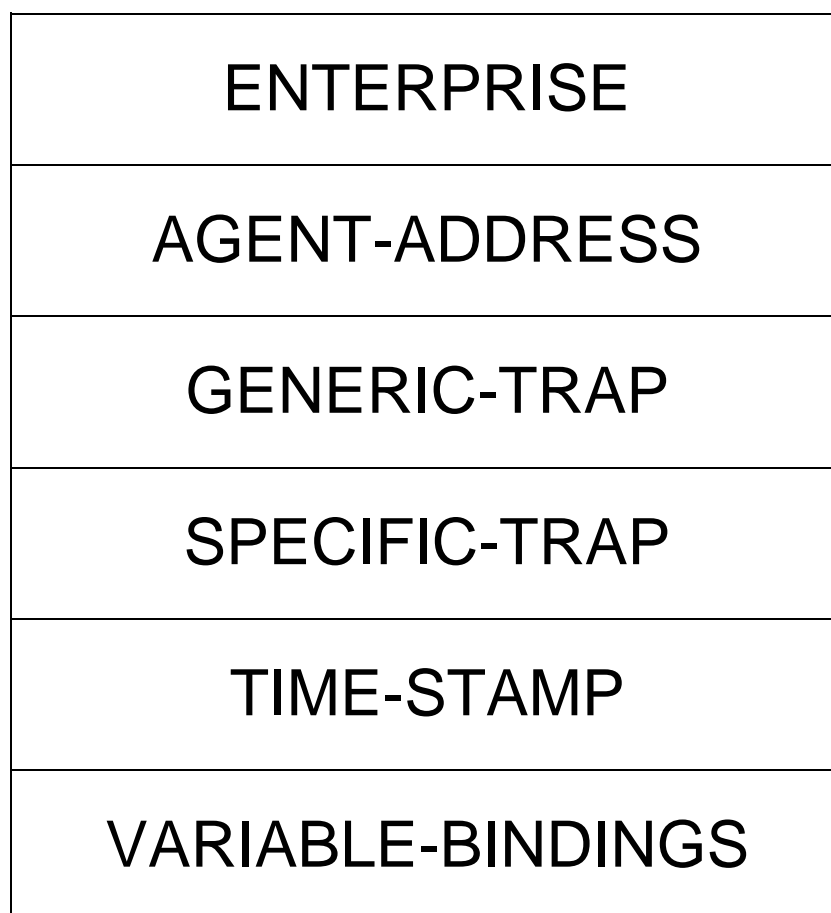 ENTERPRISE
AGENT-ADDRESS
GENERIC-TRAP
SPECIFIC-TRAP
TIME-STAMP
VARIABLE-BINDINGS